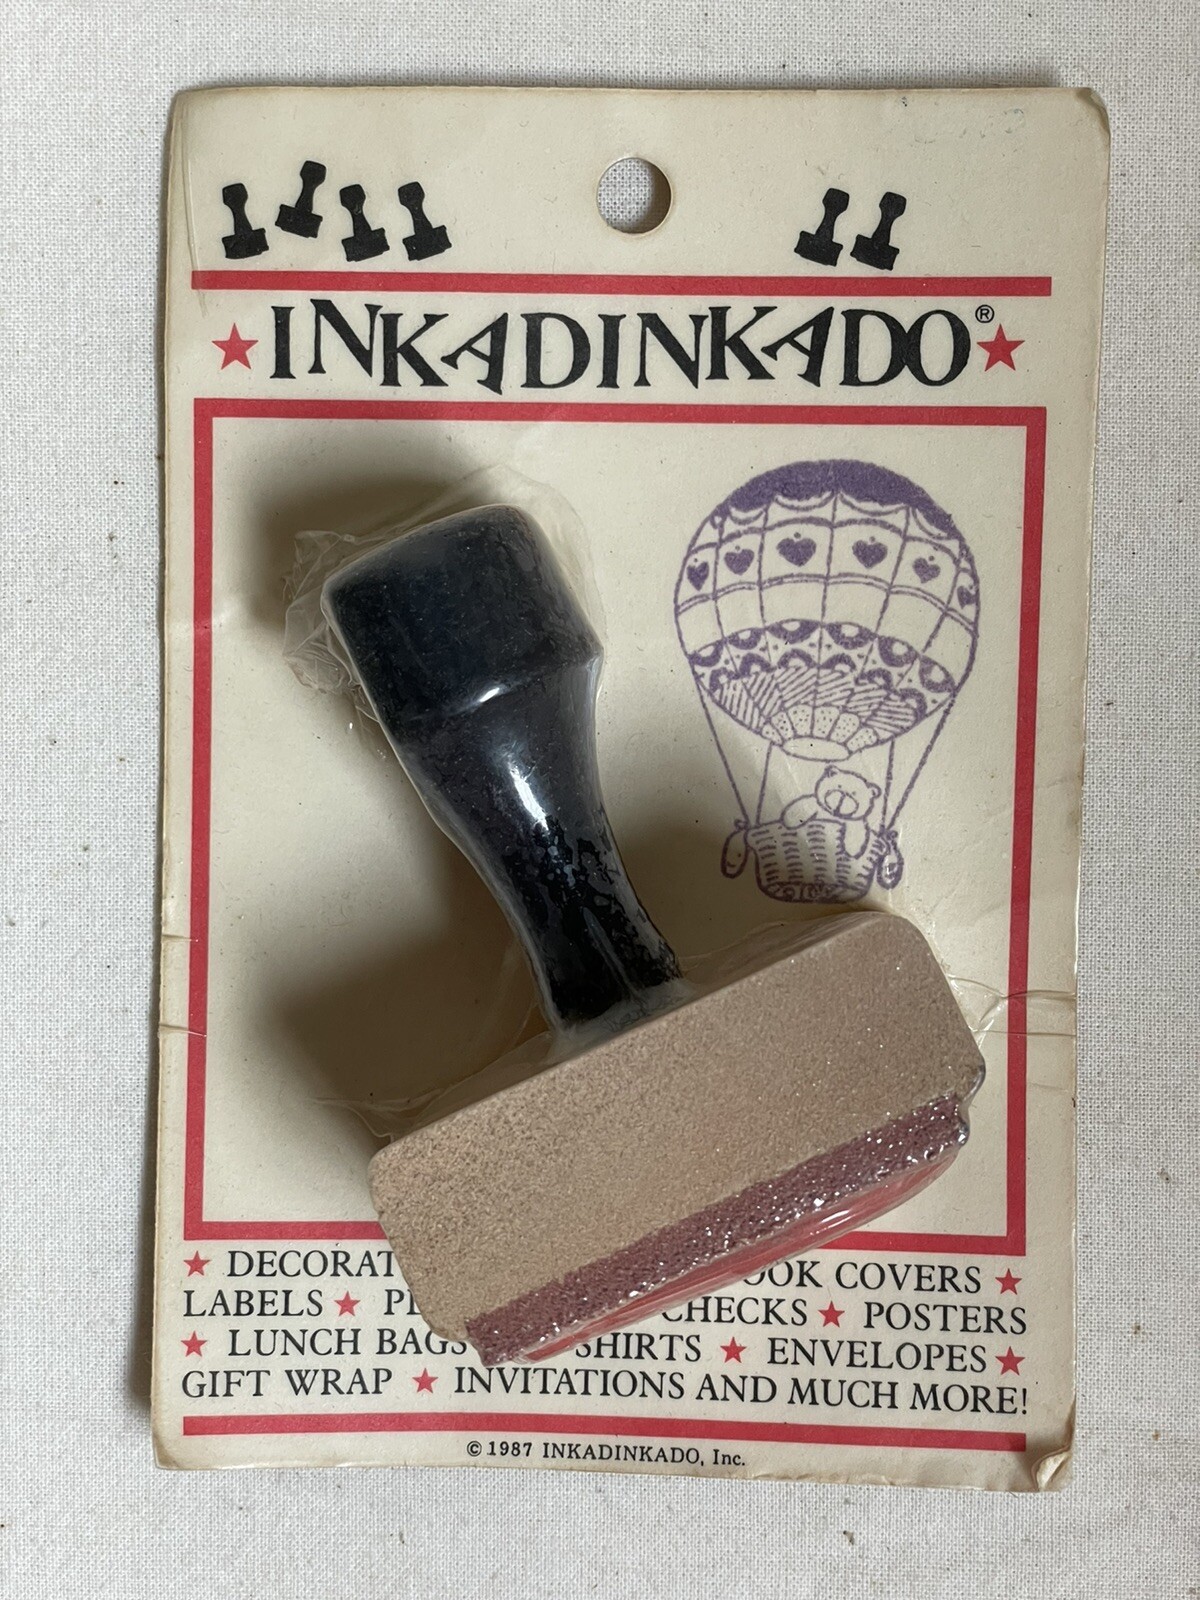 ★ INKADINKADO® ★
★ DECORAT OOK COVERS ★
LABELS ★ CHECKS ★ POSTERS
★ LUNCH BAGS SHIRTS ★ ENVELOPES ★
GIFT WRAP ★ INVITATIONS AND MUCH MORE!
© 1987 INKADINKADO, Inc.